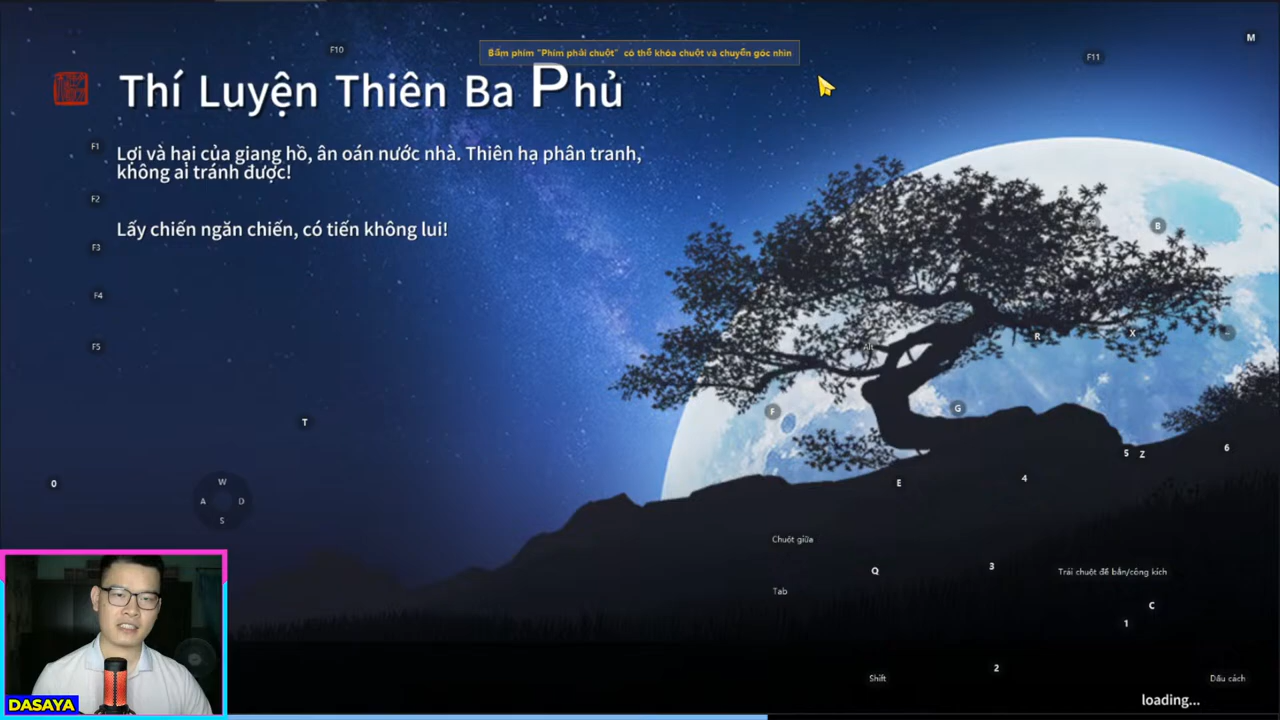 F10
Bấm phím "Phím phải chuột" có thể khóa chuột và chuyển góc nhìn
F11
M
Thí Luyện Thiên Ba Phủ
F1
Lợi và hại của giang hồ, ân oán nước nhà. Thiên hạ phân tranh,
không ai tránh được!
F2
Lấy chiến ngăn chiến, có tiến không lui!
B
F3
F4
F5
Alt
R
X
F
G
T
6
5 Z
4
E
0
W
A D
S
Chuột giữa
Q
3
Trái chuột để bắn/công kích
Tab
C
1
2
Shift
Dấu cách
loading...
DASAYA